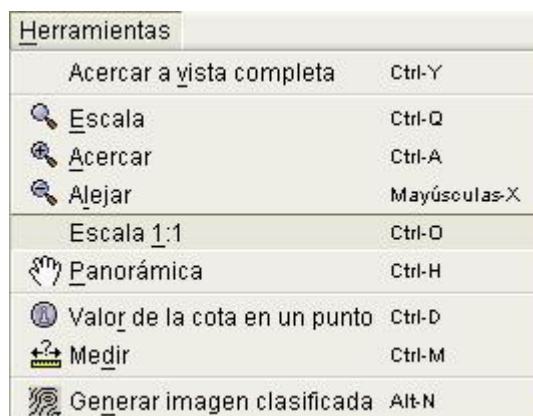 Herramientas
Acercar a vista completa Ctrl-Y
Escala Ctrl-Q
Acercar Ctrl-A
Alejar Mayúsculas-X
Escala 1:1 Ctrl-O
Panorámica Ctrl-H
Valor de la cota en un punto Ctrl-D
Medir Ctrl-M
Generar imagen clasificada Alt-N